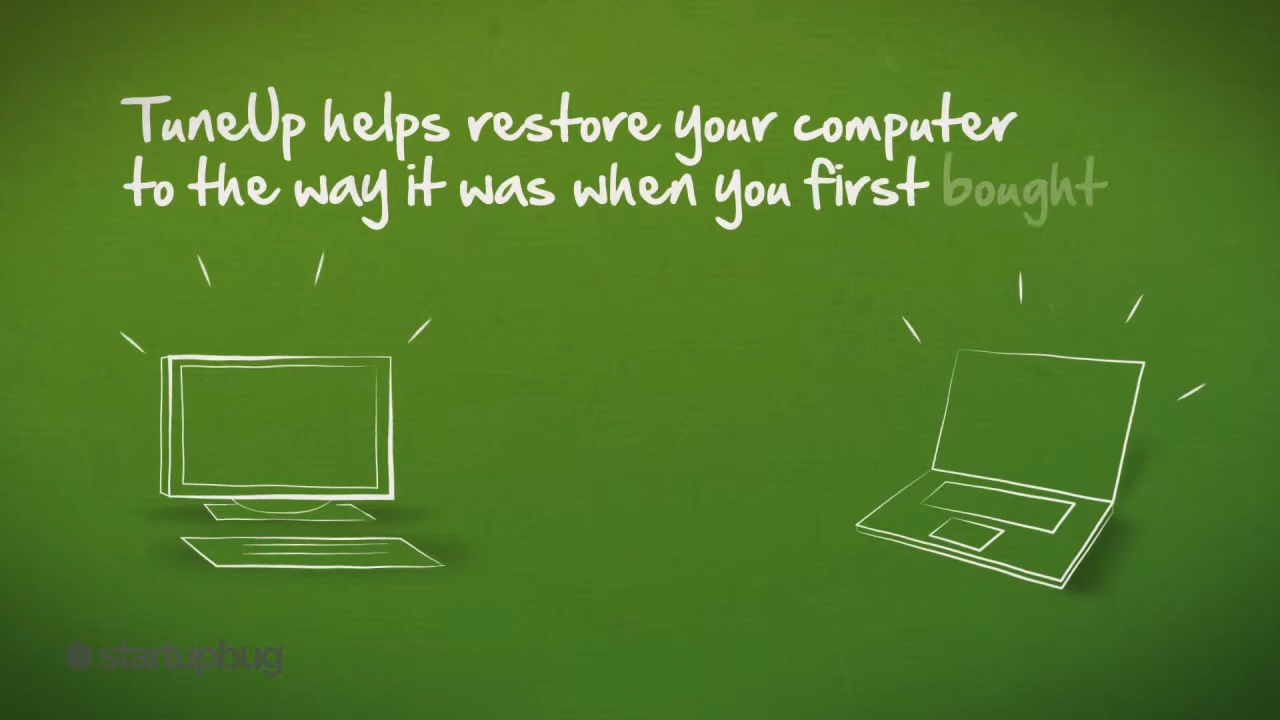 TuneUp helps restore your computer
to the way it was when you first bought
startupbug